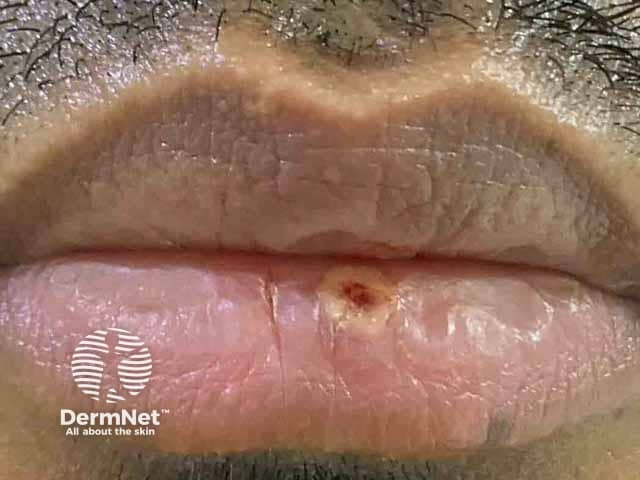 DermNet™
All about the skin